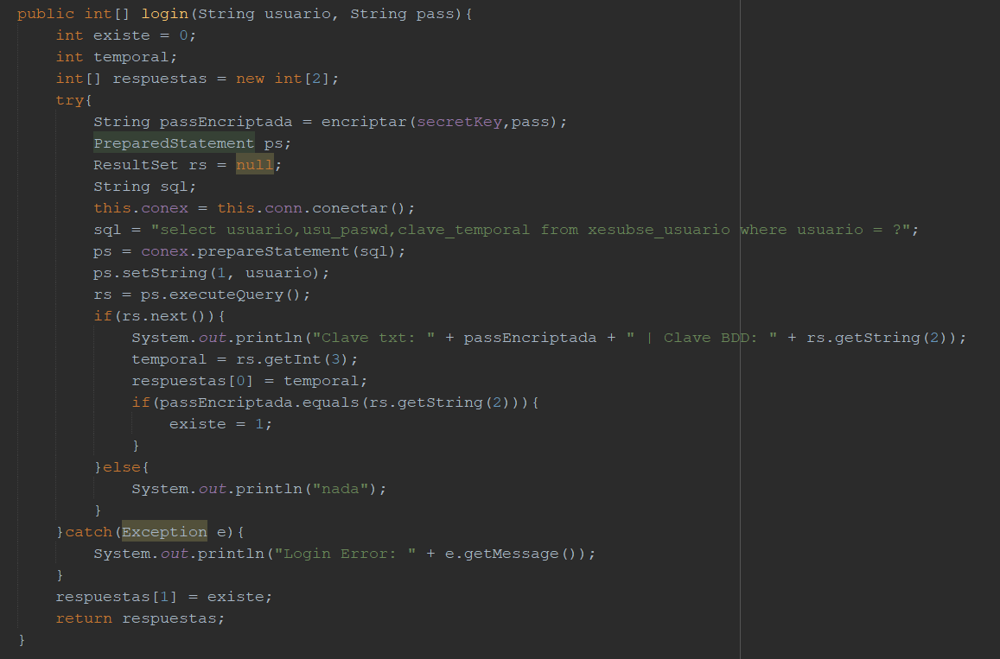 public int[] login(String usuario, String pass){
    int existe = 0;
    int temporal;
    int[] respuestas = new int[2];
    try{
        String passEncriptada = encriptar(secretKey,pass);
        PreparedStatement ps;
        ResultSet rs = null;
        String sql;
        this.conex = this.conn.conectar();
        sql = "select usuario,usu_paswd,clave_temporal from xesubse_usuario where usuario = ?";
        ps = conex.prepareStatement(sql);
        ps.setString(1, usuario);
        rs = ps.executeQuery();
        if(rs.next()){
            System.out.println("Clave txt: " + passEncriptada + " | Clave BDD: " + rs.getString(2));
            temporal = rs.getInt(3);
            respuestas[0] = temporal;
            if(passEncriptada.equals(rs.getString(2))){
                existe = 1;
            }
        }else{
            System.out.println("nada");
        }
    }catch(Exception e){
        System.out.println("Login Error: " + e.getMessage());
    }
    respuestas[1] = existe;
    return respuestas;
}